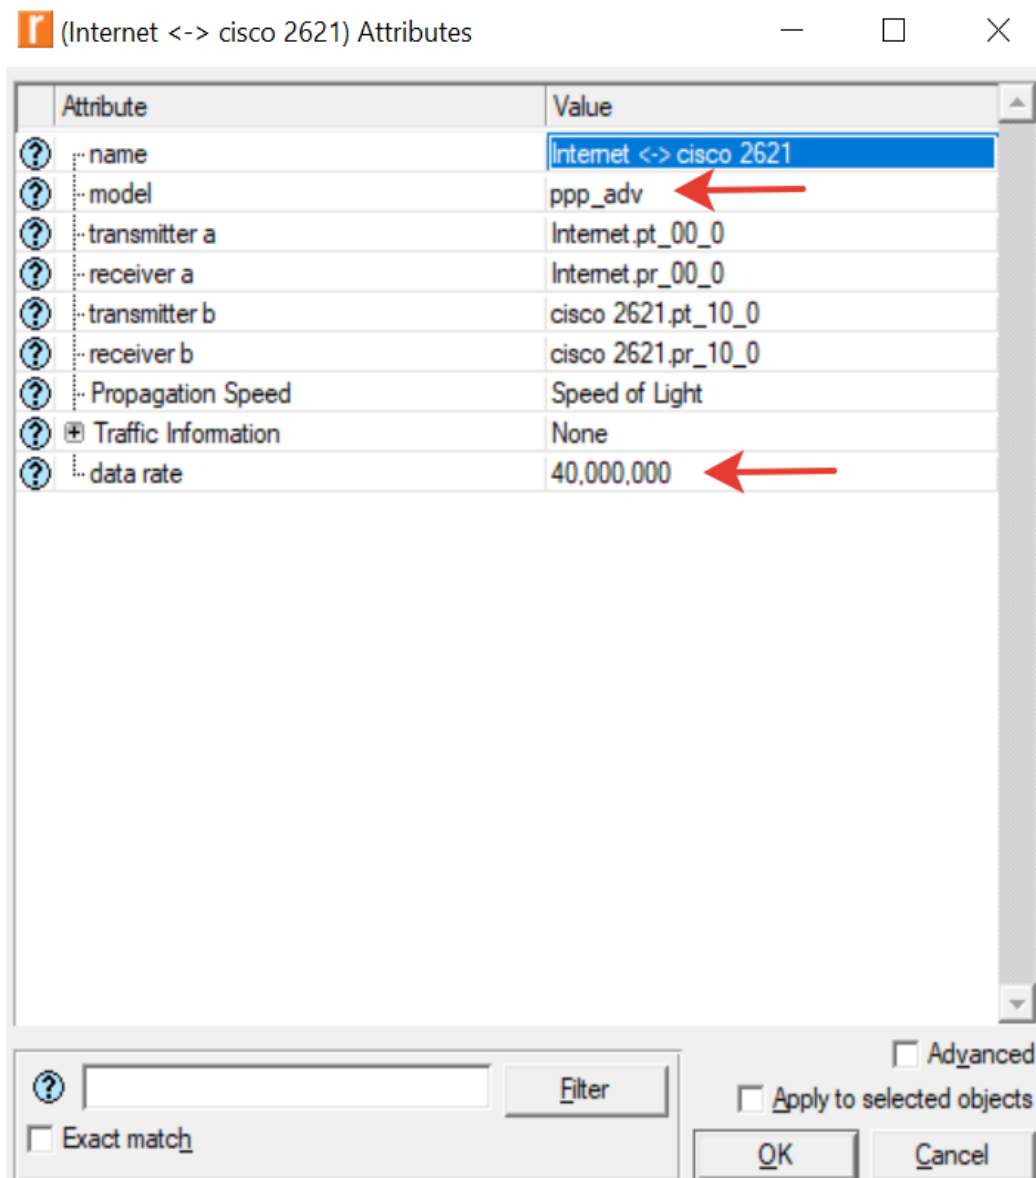 r (Internet <-> cisco 2621) Attributes
Attribute Value
name Internet <-> cisco 2621
model ppp_adv
transmitter a Internet.pt_00_0
receiver a Internet.pr_00_0
transmitter b cisco 2621.pt_10_0
receiver b cisco 2621.pr_10_0
Propagation Speed Speed of Light
Traffic Information None
data rate 40,000,000
Advanced
Filter
Apply to selected objects
Exact match
OK Cancel